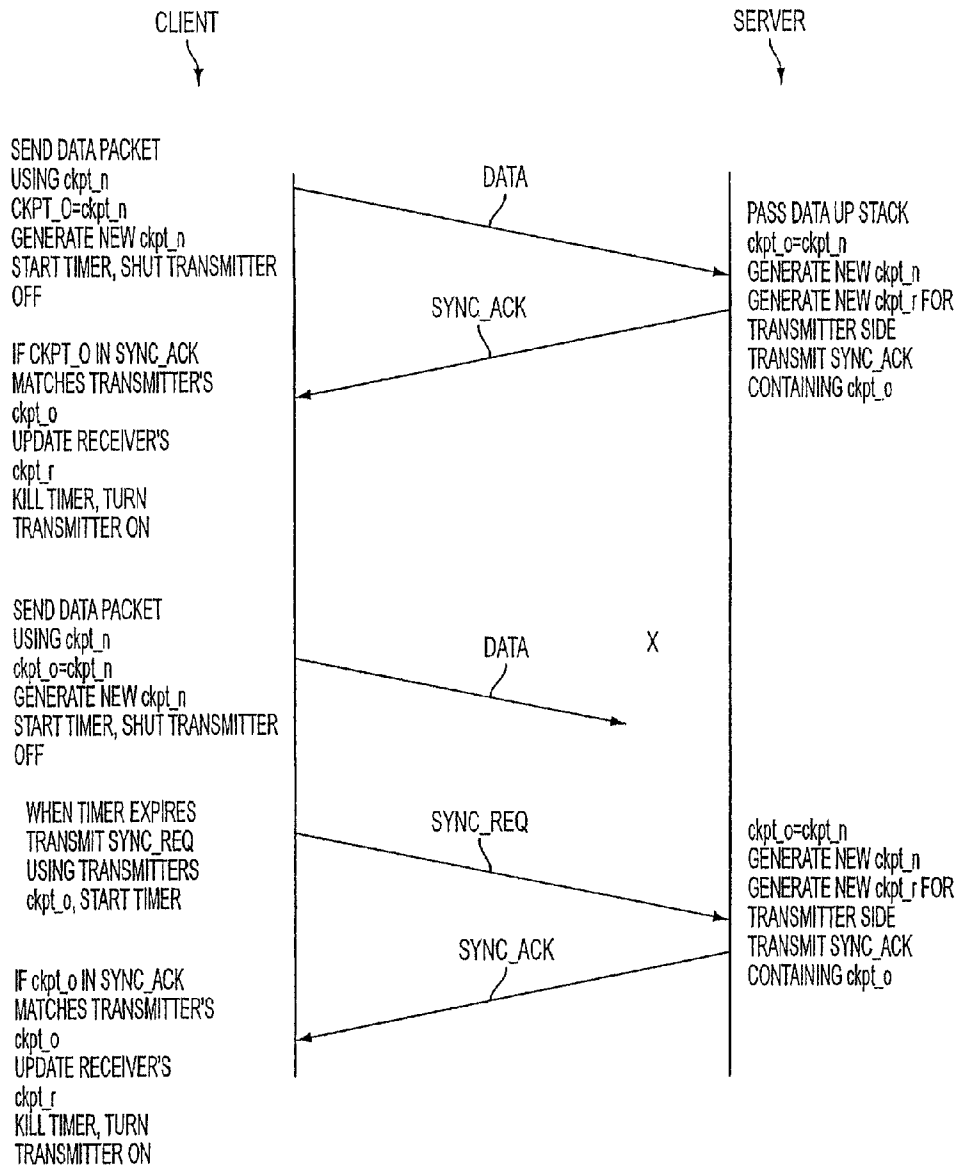 CLIENT
SERVER
SEND DATA PACKET
USING ckpt_n
CKPT_O=ckpt_n
GENERATE NEW ckpt_n
START TIMER, SHUT TRANSMITTER
OFF
DATA
PASS DATA UP STACK
ckpt_o=ckpt_n
GENERATE NEW ckpt_n
GENERATE NEW ckpt_r FOR
TRANSMITTER SIDE
TRANSMIT SYNC_ACK
CONTAINING ckpt_o
SYNC_ACK
IF CKPT_O IN SYNC_ACK
MATCHES TRANSMITTER'S
ckpt_o
UPDATE RECEIVER'S
ckpt_r
KILL TIMER, TURN
TRANSMITTER ON
SEND DATA PACKET
USING ckpt_n
ckpt_o=ckpt_n
GENERATE NEW ckpt_n
START TIMER, SHUT TRANSMITTER
OFF
DATA
X
WHEN TIMER EXPIRES
TRANSMIT SYNC_REQ
USING TRANSMITTERS
ckpt_o, START TIMER
SYNC_REQ
ckpt_o=ckpt_n
GENERATE NEW ckpt_n
GENERATE NEW ckpt_r FOR
TRANSMITTER SIDE
TRANSMIT SYNC_ACK
CONTAINING ckpt_o
SYNC_ACK
IF ckpt_o IN SYNC_ACK
MATCHES TRANSMITTER'S
ckpt_o
UPDATE RECEIVER'S
ckpt_r
KILL TIMER, TURN
TRANSMITTER ON